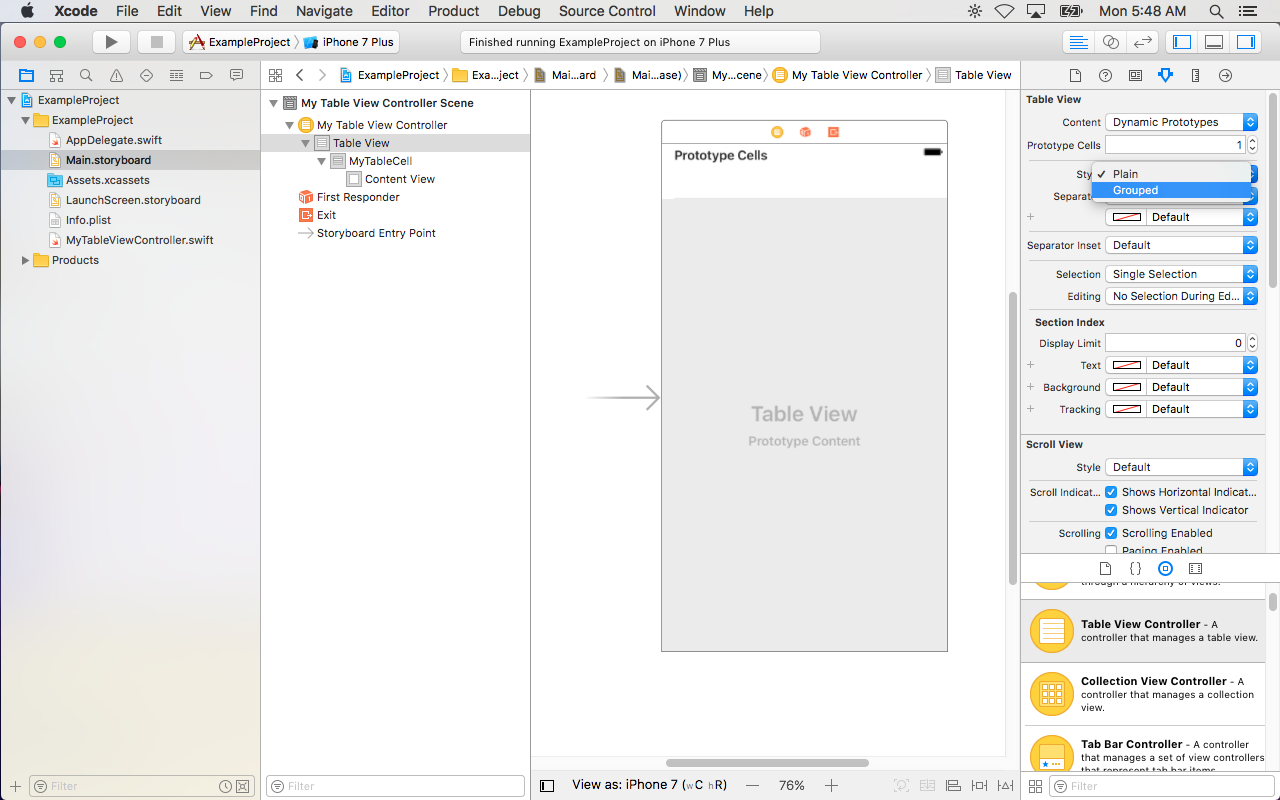 Xcode File Edit View Find Navigate Editor Product Debug Source Control Window Help Mon 5:48 AM
ExampleProject iPhone 7 Plus Finished running ExampleProject on iPhone 7 Plus
ExampleProject Exa...ject Mai...ard Mai...ase) My...cene) My Table View Controller Table View
ExampleProject
ExampleProject
AppDelegate.swift
Main.storyboard
Assets.xcassets
LaunchScreen.storyboard
Info.plist
MyTableViewController.swift
Products
Filter
My Table View Controller Scene
My Table View Controller
Table View
MyTableCell
Content View
First Responder
Exit
Storyboard Entry Point
Filter
Prototype Cells
Table View
Prototype Content
View as: iPhone 7 (wC hR) 76%
Table View
Content Dynamic Prototypes
Prototype Cells 1
Sty Plain
Grouped
Separat
Default
Separator Inset Default
Selection Single Selection
Editing No Selection During Ed...
Section Index
Display Limit 0
Text Default
Background Default
Tracking Default
Scroll View
Style Default
Scroll Indicat... Shows Horizontal Indicat...
Shows Vertical Indicator
Scrolling Scrolling Enabled
Paging Enabled
through a hierarchy of views.
Table View Controller - A
controller that manages a table view.
Collection View Controller - A
controller that manages a collection
view.
Tab Bar Controller - A controller
that manages a set of view controllers
that represent tab bar items.
Filter